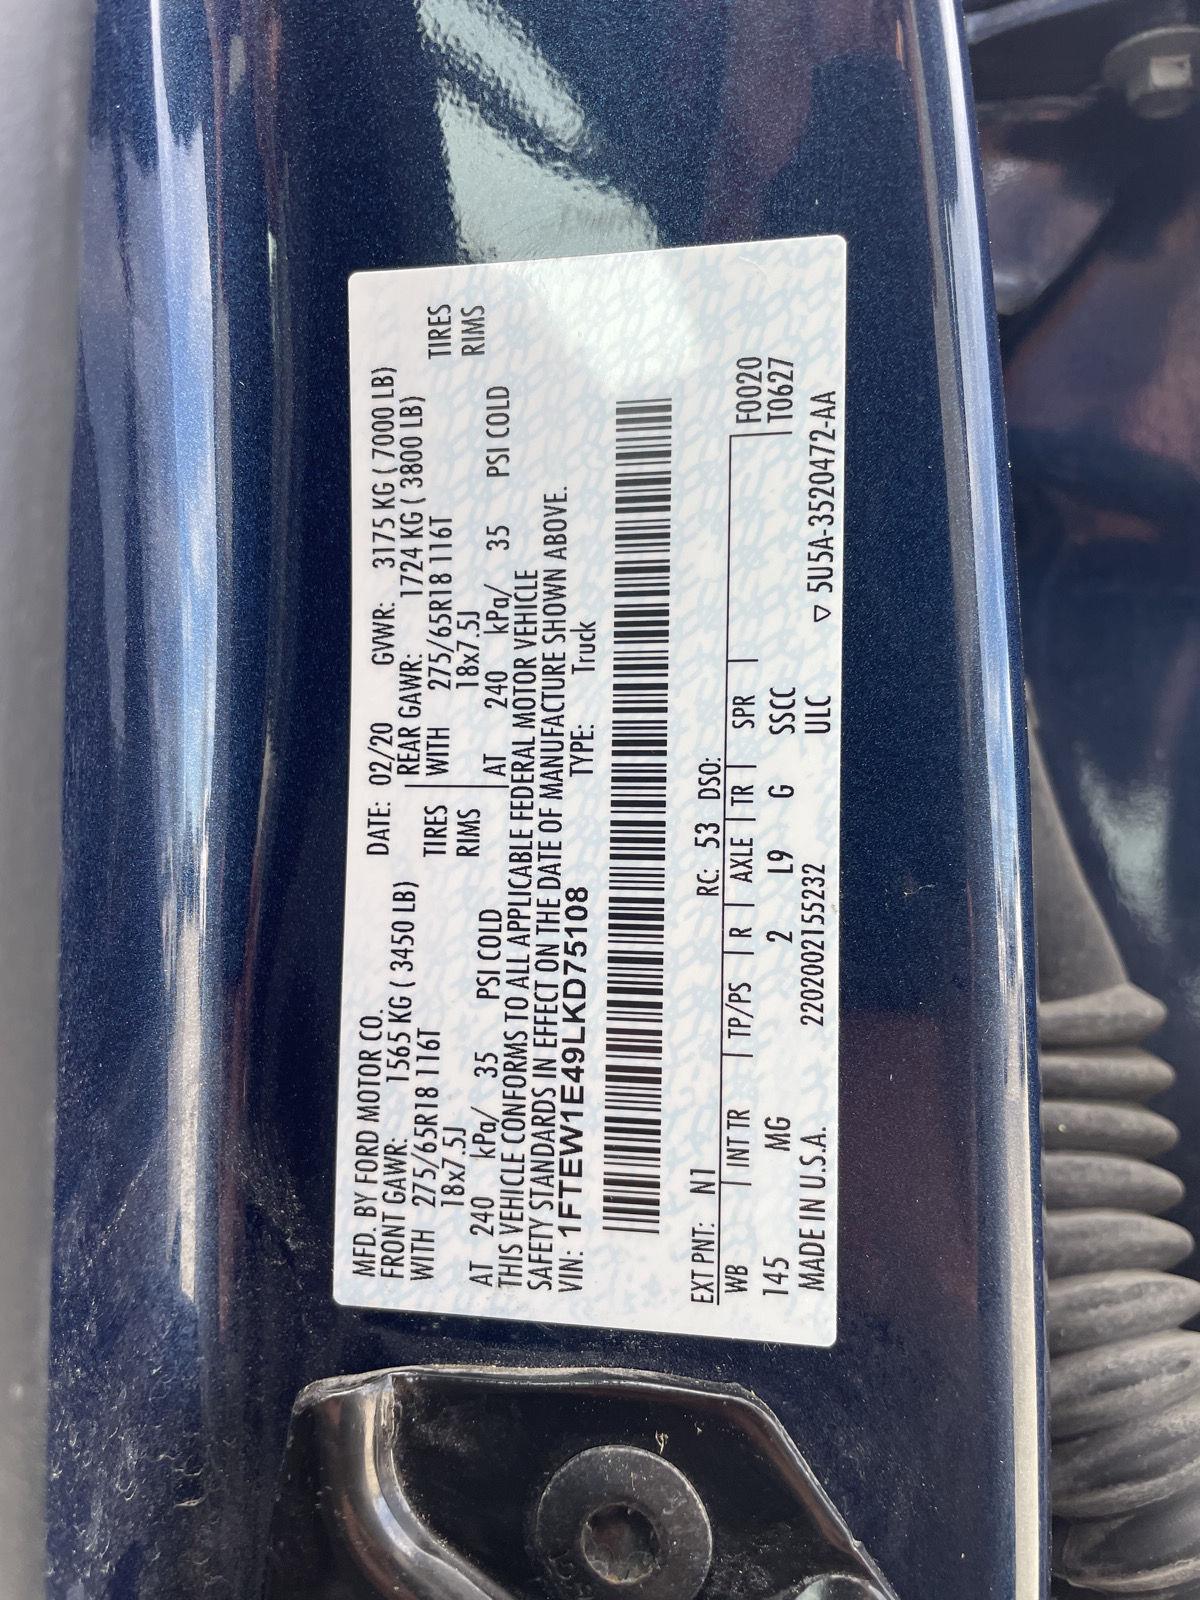 MFD. BY FORD MOTOR CO.
DATE: 02/20 GVWR: 3175 KG ( 7000 LB)
FRONT GAWR: 1565 KG ( 3450 LB) REAR GAWR: 1724 KG ( 3800 LB)
WITH 275/65R18 116T TIRES WITH 275/65R18 116T TIRES
18x7.5J RIMS 18x7.5J RIMS
AT 240 kPa/ 35 PSI COLD AT 240 kPa/ 35 PSI COLD
THIS VEHICLE CONFORMS TO ALL APPLICABLE FEDERAL MOTOR VEHICLE
SAFETY STANDARDS IN EFFECT ON THE DATE OF MANUFACTURE SHOWN ABOVE.
VIN: 1FTEW1E49LKD75108 TYPE: Truck
EXT PNT: N1 RC: 53 DSO:
WB INT TR TP/PS R AXLE TR SPR F0020
145 MG 2 L9 G SSCC T0627
MADE IN U.S.A. 220200215​5232 ULC ▽ 5U5A-3520472-AA